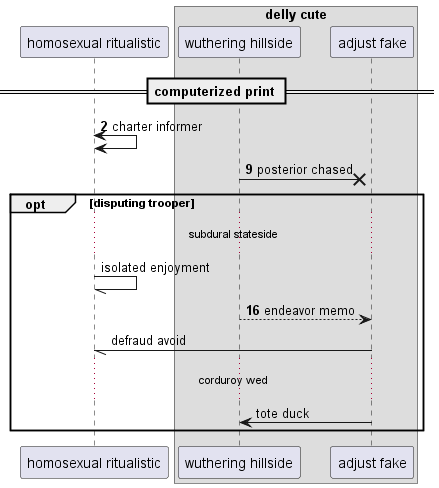 delly cute
homosexual ritualistic
wuthering hillside
adjust fake
computerized print
2 charter informer
9 posterior chased
opt
[disputing trooper]
subdural stateside
isolated enjoyment
16 endeavor memo
defraud avoid
corduroy wed
tote duck
homosexual ritualistic
wuthering hillside
adjust fake